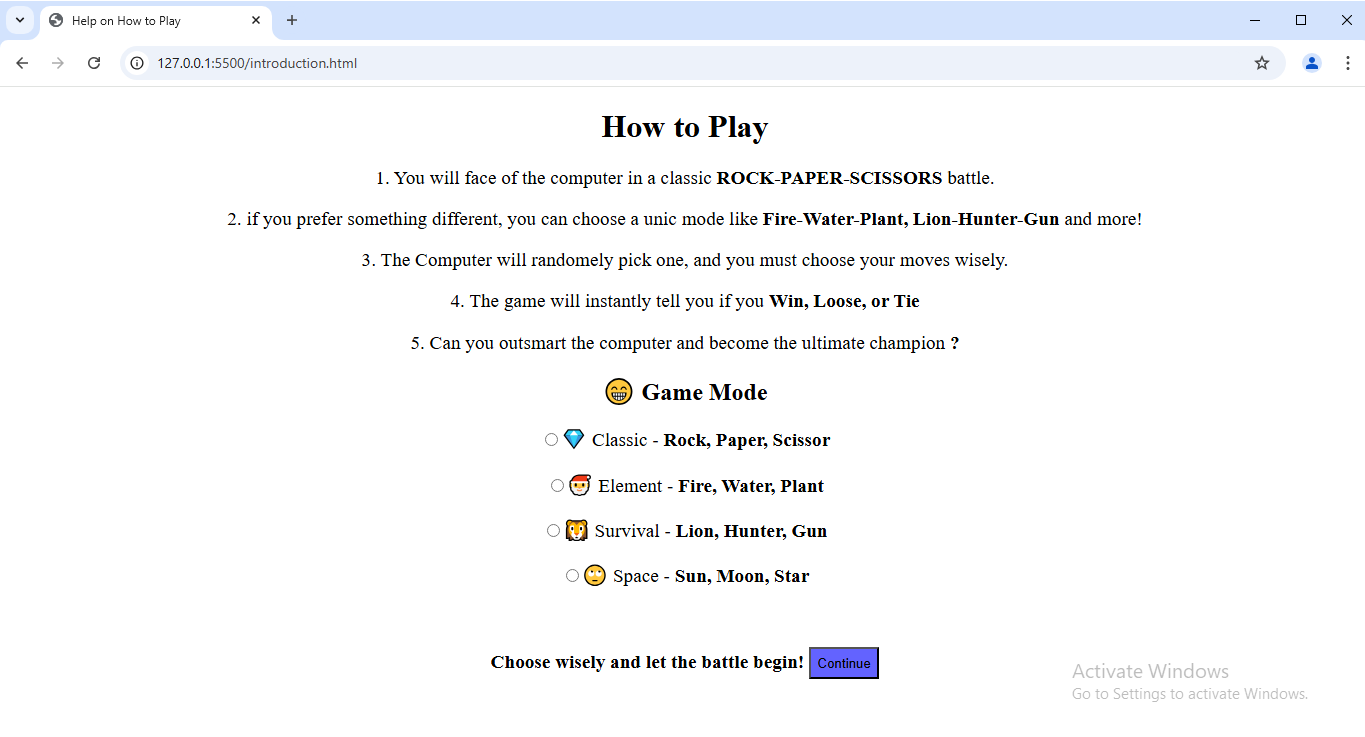 Help on How to Play
127.0.0.1:5500/introduction.html
How to Play
1. You will face of the computer in a classic ROCK-PAPER-SCISSORS battle.
2. if you prefer something different, you can choose a unic mode like Fire-Water-Plant, Lion-Hunter-Gun and more!
3. The Computer will randomely pick one, and you must choose your moves wisely.
4. The game will instantly tell you if you Win, Loose, or Tie
5. Can you outsmart the computer and become the ultimate champion ?
😁 Game Mode
💎 Classic - Rock, Paper, Scissor
🎅 Element - Fire, Water, Plant
🦁 Survival - Lion, Hunter, Gun
🙄 Space - Sun, Moon, Star
Choose wisely and let the battle begin! Continue
Activate Windows
Go to Settings to activate Windows.